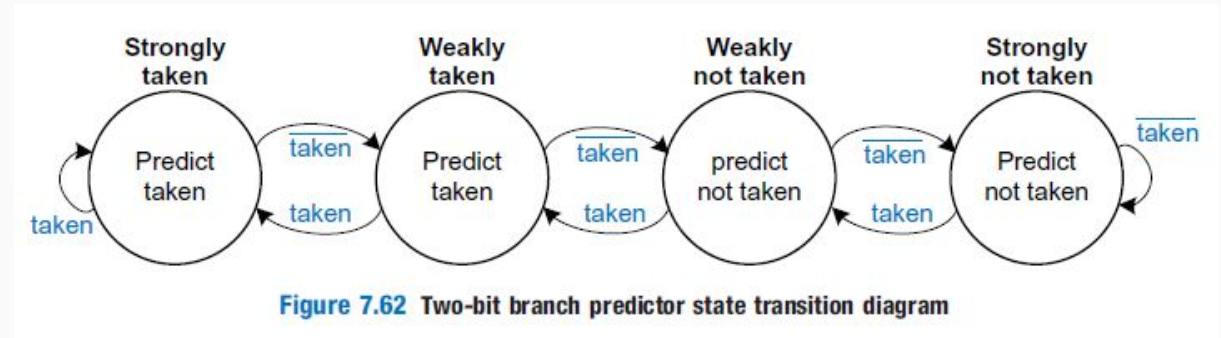 Strongly
taken
Weakly
taken
Weakly
not taken
Strongly
not taken
taken
taken
taken
taken
Predict
taken
Predict
taken
predict
not taken
Predict
not taken
taken
taken
taken
taken
Figure 7.62 Two-bit branch predictor state transition diagram